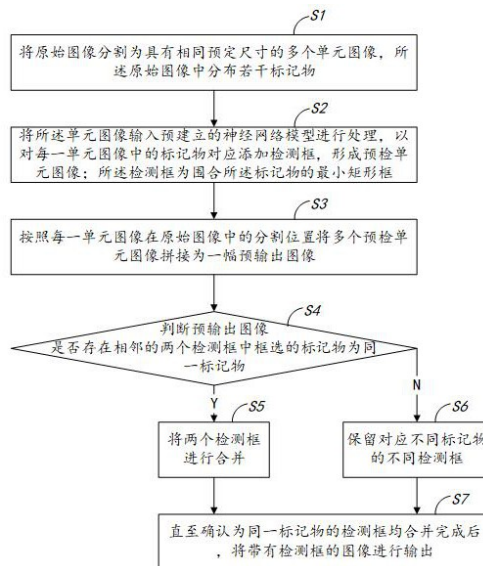 S1
将原始图像分割为具有相同预定尺寸的多个单元图像，所
述原始图像中分布若干标记物
S2
将所述单元图像输入预建立的神经网络模型进行处理，以
对每一单元图像中的标记物对应添加检测框，形成预检单
元图像；所述检测框为围合所述标记物的最小矩形框
S3
按照每一单元图像在原始图像中的分割位置将多个预检单
元图像拼接为一幅预输出图像
S4
判断预输出图像
是否存在相邻的两个检测框中框选的标记物为同
一标记物
Y
N
S5
将两个检测框
进行合并
S6
保留对应不同标记物
的不同检测框
S7
直至确认为同一标记物的检测框均合并完成后
，将带有检测框的图像进行输出